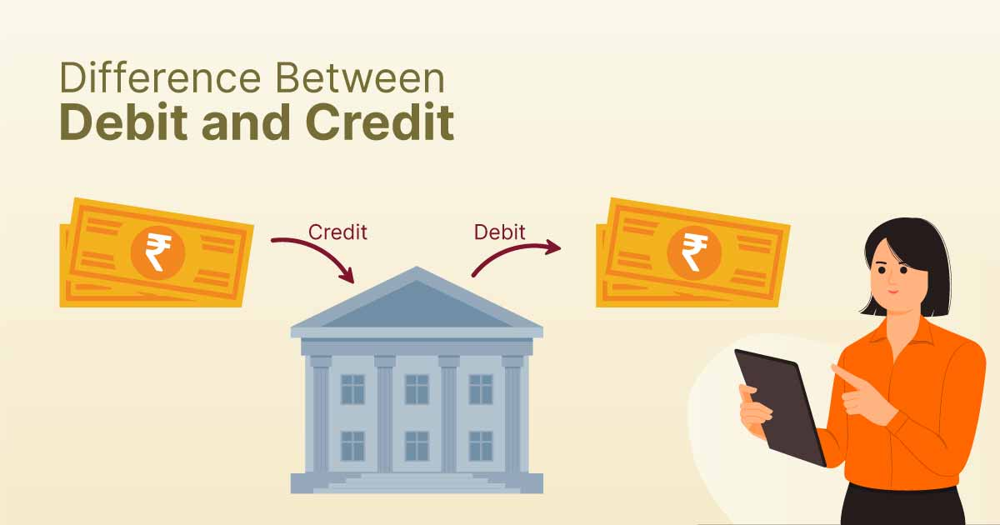 Difference Between
Debit and Credit
Credit
Debit
₹
₹